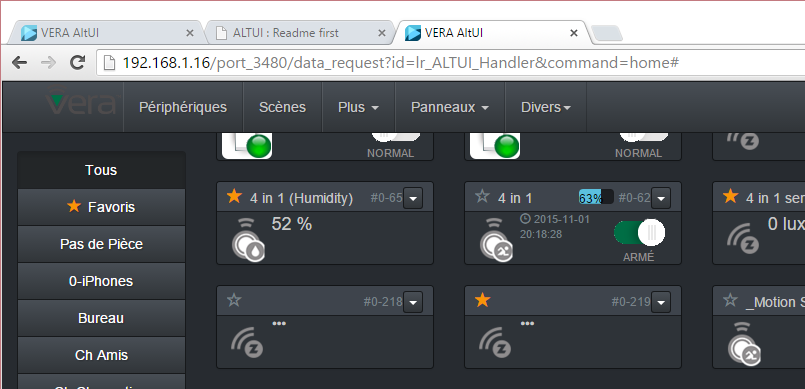 VERA AltUI
ALTUI : Readme first
VERA AltUI
192.168.1.16/port_3480/data_request?id=lr_ALTUI_Handler&command=home#
vera
Périphériques
Scènes
Plus
Panneaux
Divers
NORMAL
NORMAL
Tous
Favoris
Pas de Pièce
0-iPhones
Bureau
Ch Amis
4 in 1 (Humidity)
#0-65
52 %
4 in 1
63%
#0-62
2015-11-01
20:18:28
ARMÉ
4 in 1 sen
0 lux
#0-218
...
#0-219
...
_Motion S